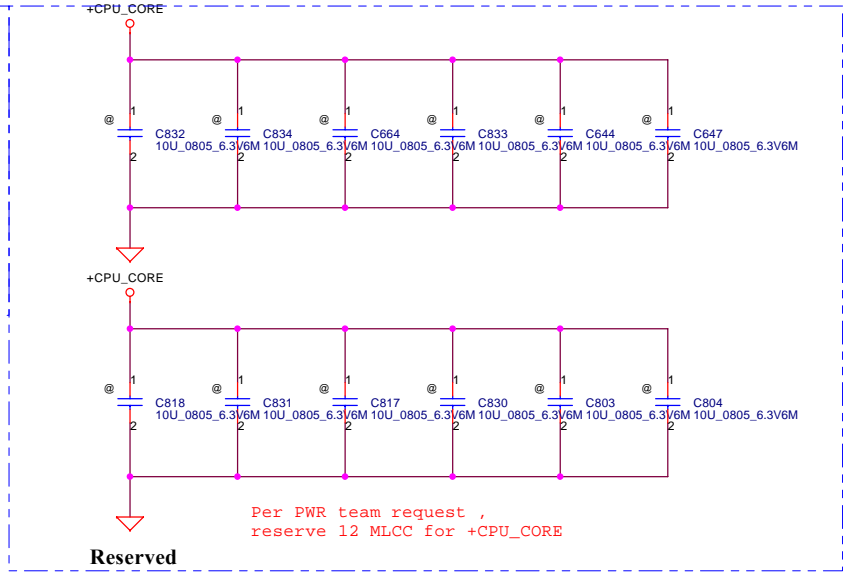 +CPU_CORE
1 1 1 1 1 1
@ @ @ @ @ @
C832 C834 C664 C833 C644 C647
10U_0805_6.3V6M 10U_0805_6.3V6M 10U_0805_6.3V6M 10U_0805_6.3V6M 10U_0805_6.3V6M 10U_0805_6.3V6M
2 2 2 2 2 2
+CPU_CORE
1 1 1 1 1 1
@ @ @ @ @ @
C818 C831 C817 C830 C803 C804
10U_0805_6.3V6M 10U_0805_6.3V6M 10U_0805_6.3V6M 10U_0805_6.3V6M 10U_0805_6.3V6M 10U_0805_6.3V6M
2 2 2 2 2 2
Per PWR team request ,
reserve 12 MLCC for +CPU_CORE
Reserved